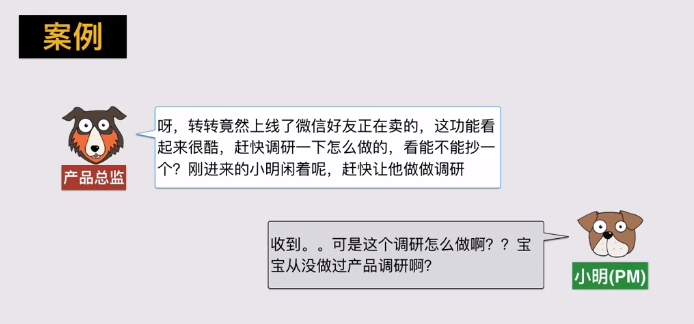 案例
呀，转转竟然上线了微信好友正在卖的，这功能看
起来很酷，赶快调研一下怎么做的，看能不能抄一
个？刚进来的小明闲着呢，赶快让他做做调研
产品总监
收到。。可是这个调研怎么做啊？？宝
宝从没做过产品调研啊？
小明(PM)